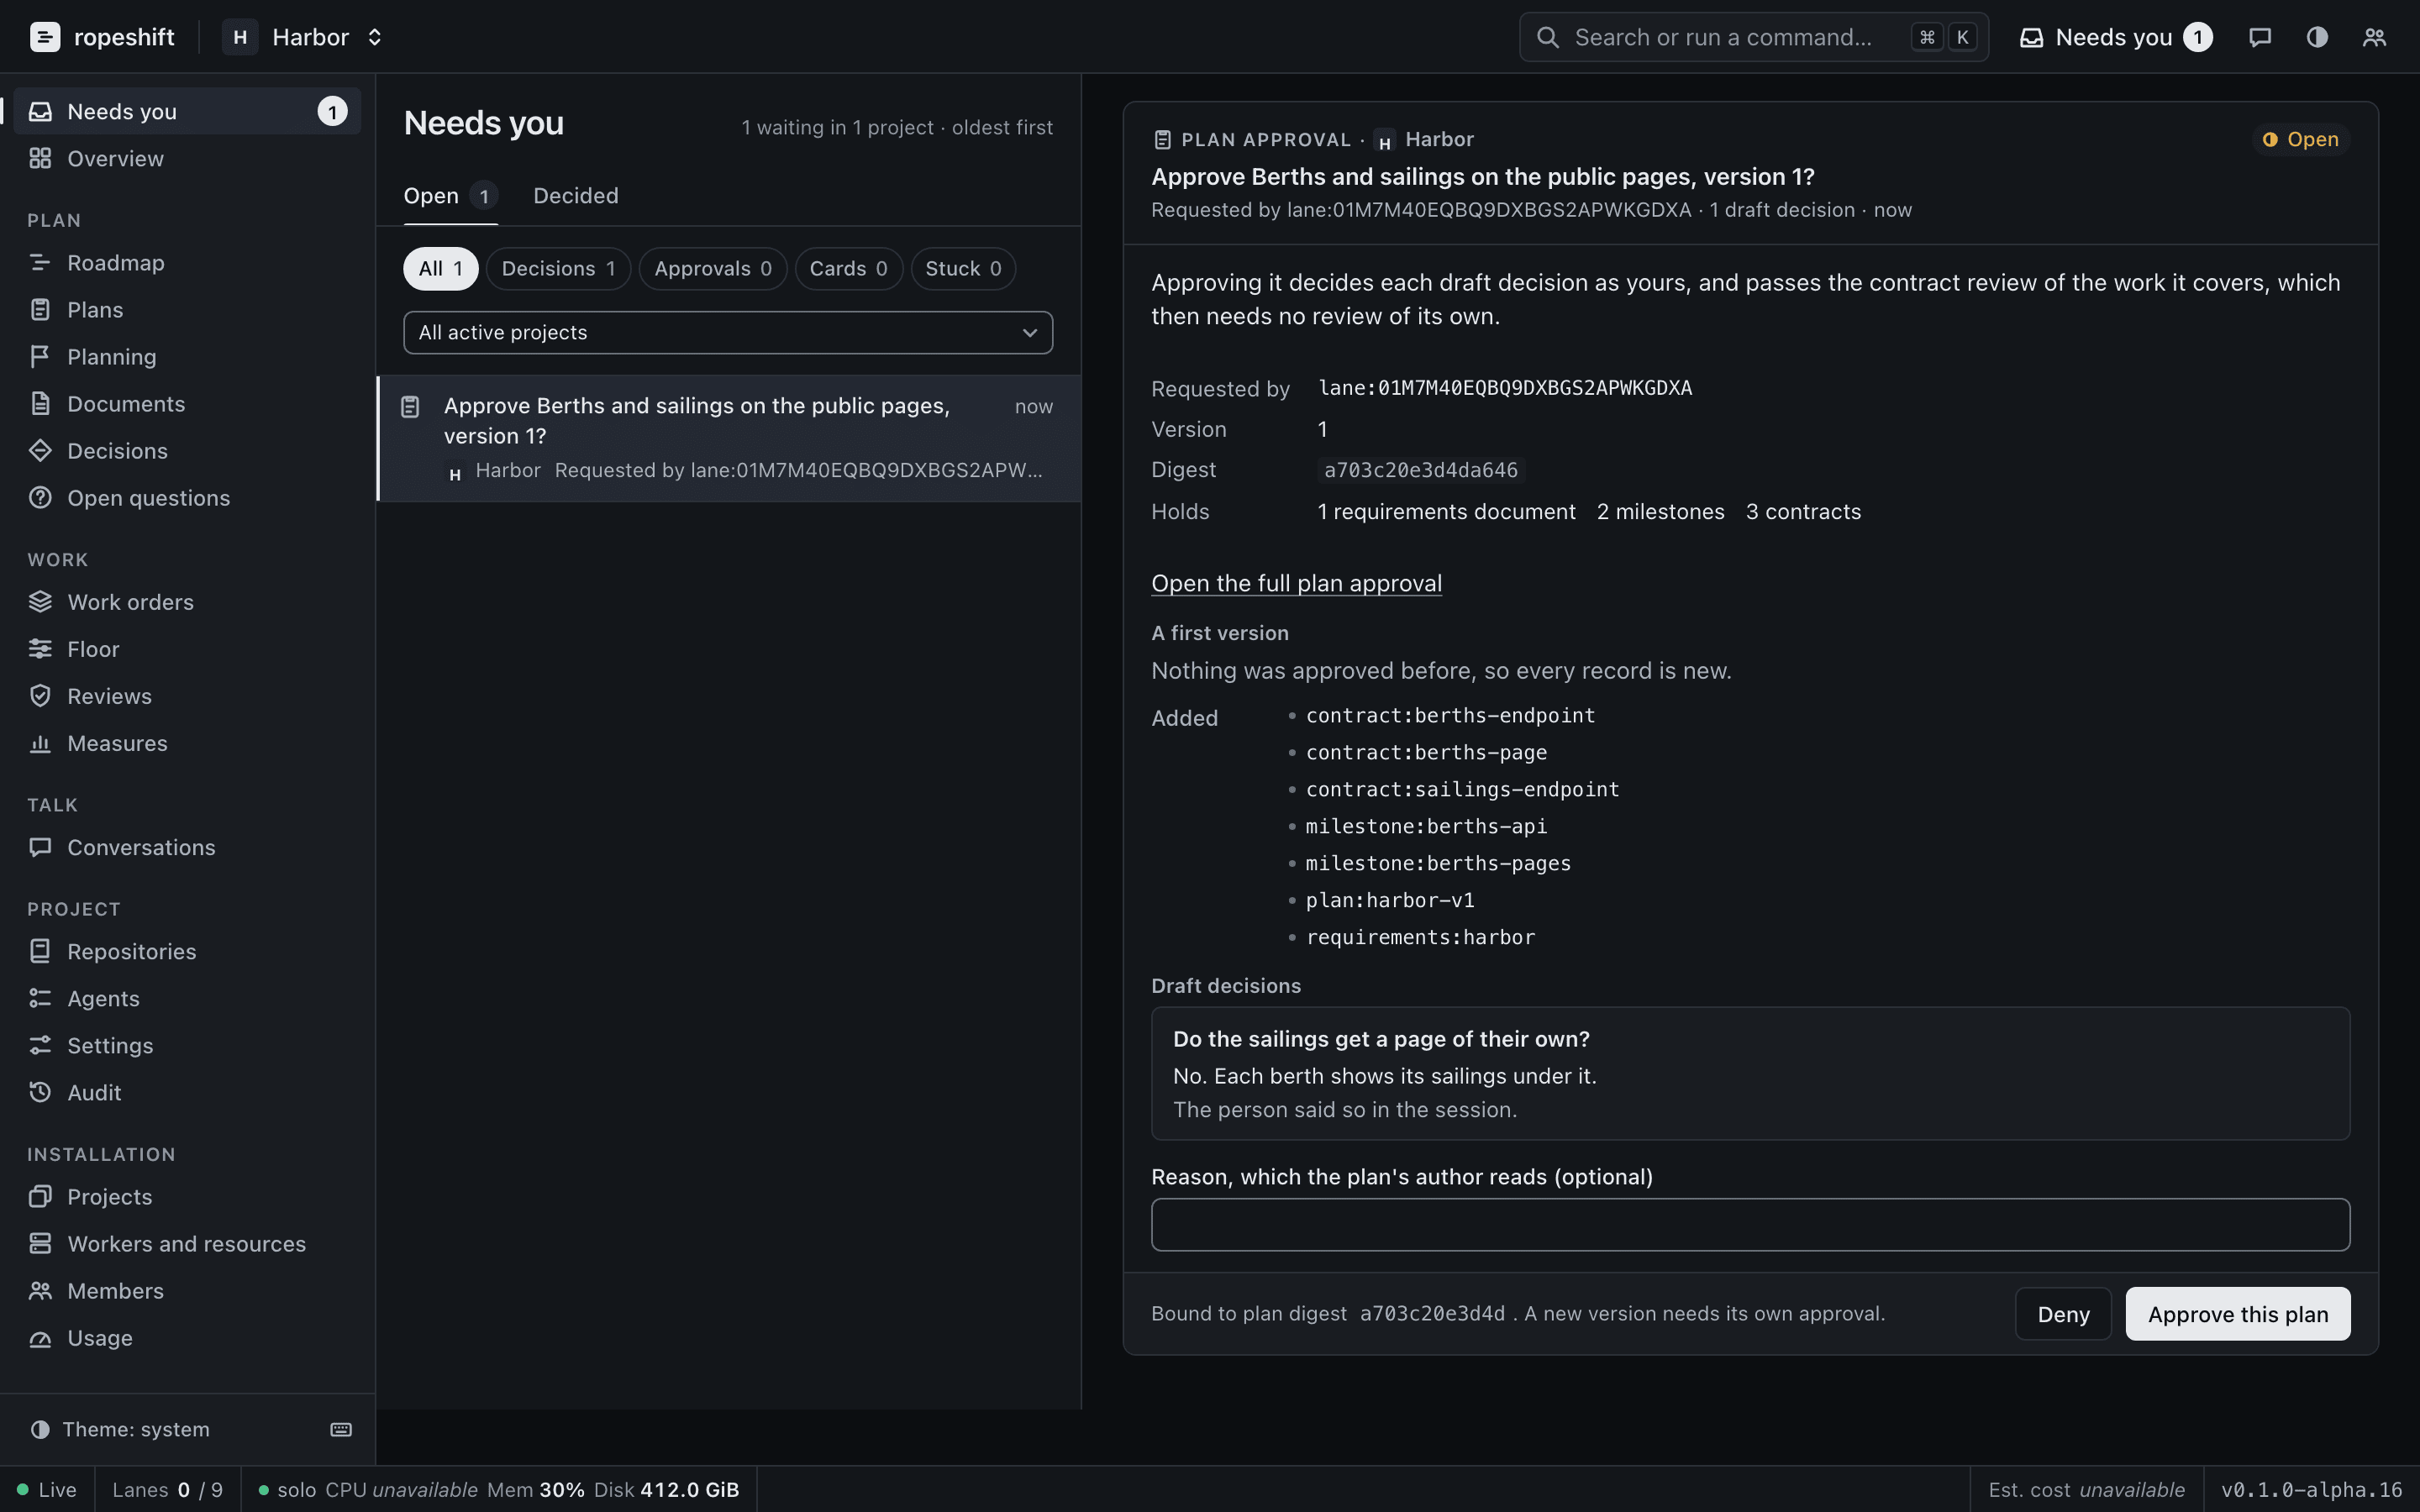 ropeshift
H Harbor
Search or run a command... ⌘ K
Needs you 1
Needs you 1
Overview
PLAN
Roadmap
Plans
Planning
Documents
Decisions
Open questions
WORK
Work orders
Floor
Reviews
Measures
TALK
Conversations
PROJECT
Repositories
Agents
Settings
Audit
INSTALLATION
Projects
Workers and resources
Members
Usage
Theme: system
Needs you
1 waiting in 1 project · oldest first
Open 1 Decided
All 1 Decisions 1 Approvals 0 Cards 0 Stuck 0
All active projects
Approve Berths and sailings on the public pages, now
version 1?
H Harbor Requested by lane:01M7M40EQBQ9DXBGS2APW...
PLAN APPROVAL · H Harbor Open
Approve Berths and sailings on the public pages, version 1?
Requested by lane:01M7M40EQBQ9DXBGS2APWKGDXA · 1 draft decision · now
Approving it decides each draft decision as yours, and passes the contract review of the work it covers, which
then needs no review of its own.
Requested by lane:01M7M40EQBQ9DXBGS2APWKGDXA
Version 1
Digest a703c20e3d4da646
Holds 1 requirements document 2 milestones 3 contracts
Open the full plan approval
A first version
Nothing was approved before, so every record is new.
Added • contract:berths-endpoint
• contract:berths-page
• contract:sailings-endpoint
• milestone:berths-api
• milestone:berths-pages
• plan:harbor-v1
• requirements:harbor
Draft decisions
Do the sailings get a page of their own?
No. Each berth shows its sailings under it.
The person said so in the session.
Reason, which the plan's author reads (optional)
Bound to plan digest a703c20e3d4d . A new version needs its own approval.
Deny Approve this plan
Live Lanes 0 / 9 solo CPU unavailable Mem 30% Disk 412.0 GiB Est. cost unavailable v0.1.0-alpha.16